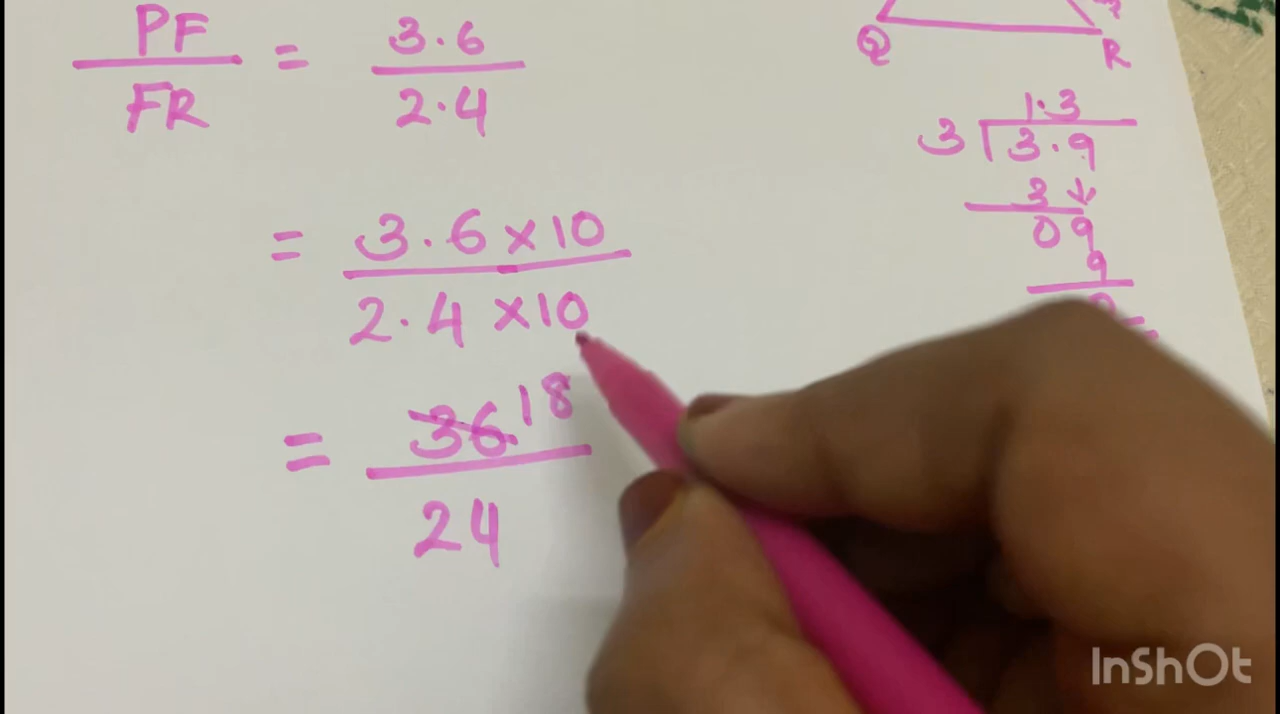 PF / FR = 3.6 / 2.4
= 3.6 × 10 / 2.4 × 10
= 36 18 / 24
Q R
1.3
3 3.9
3
09
9
InShOt